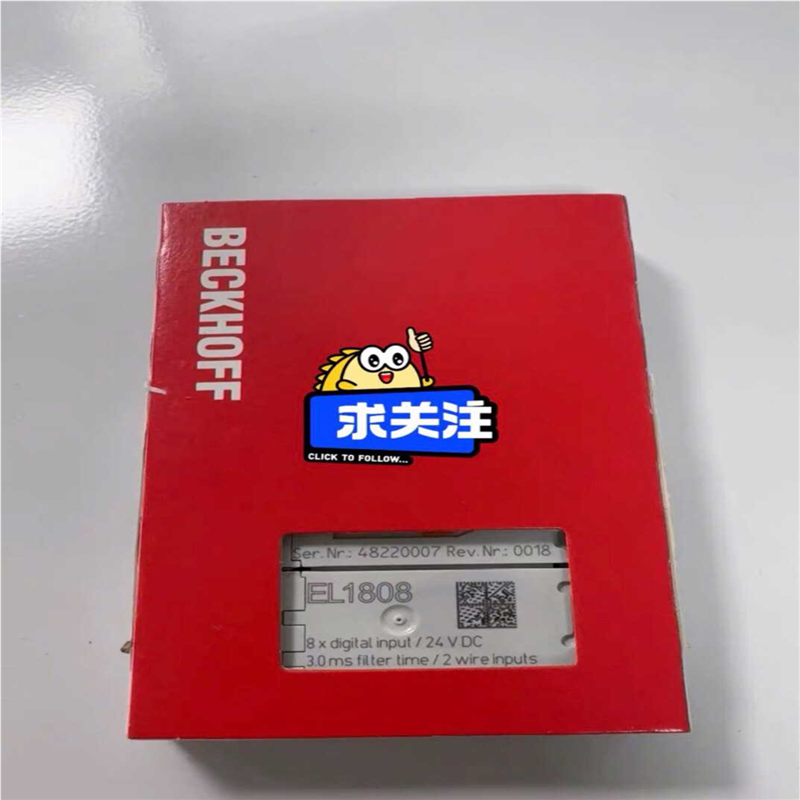 BECKHOFF
求关注
CLICK TO FOLLOW...
Ser. Nr.: 48220007 Rev. Nr.: 0018
EL1808
8 x digital input / 24 V DC
3.0 ms filter time / 2 wire inputs